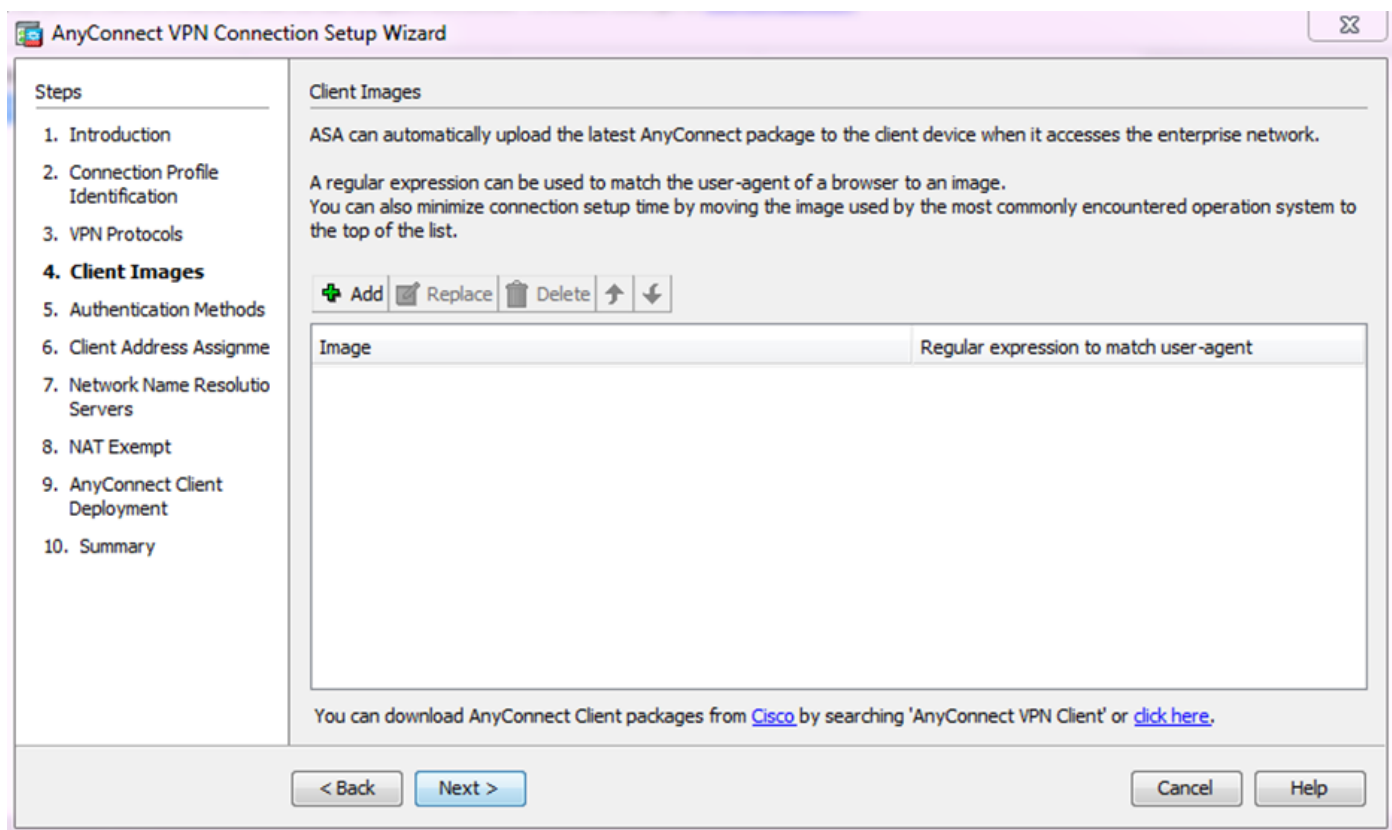 AnyConnect VPN Connection Setup Wizard
Steps
1. Introduction
2. Connection Profile
Identification
3. VPN Protocols
4. Client Images
5. Authentication Methods
6. Client Address Assignme
7. Network Name Resolutio
Servers
8. NAT Exempt
9. AnyConnect Client
Deployment
10. Summary
Client Images
ASA can automatically upload the latest AnyConnect package to the client device when it accesses the enterprise network.
A regular expression can be used to match the user-agent of a browser to an image.
You can also minimize connection setup time by moving the image used by the most commonly encountered operation system to
the top of the list.
Add Replace Delete
Image Regular expression to match user-agent
You can download AnyConnect Client packages from Cisco by searching 'AnyConnect VPN Client' or click here.
< Back Next > Cancel Help